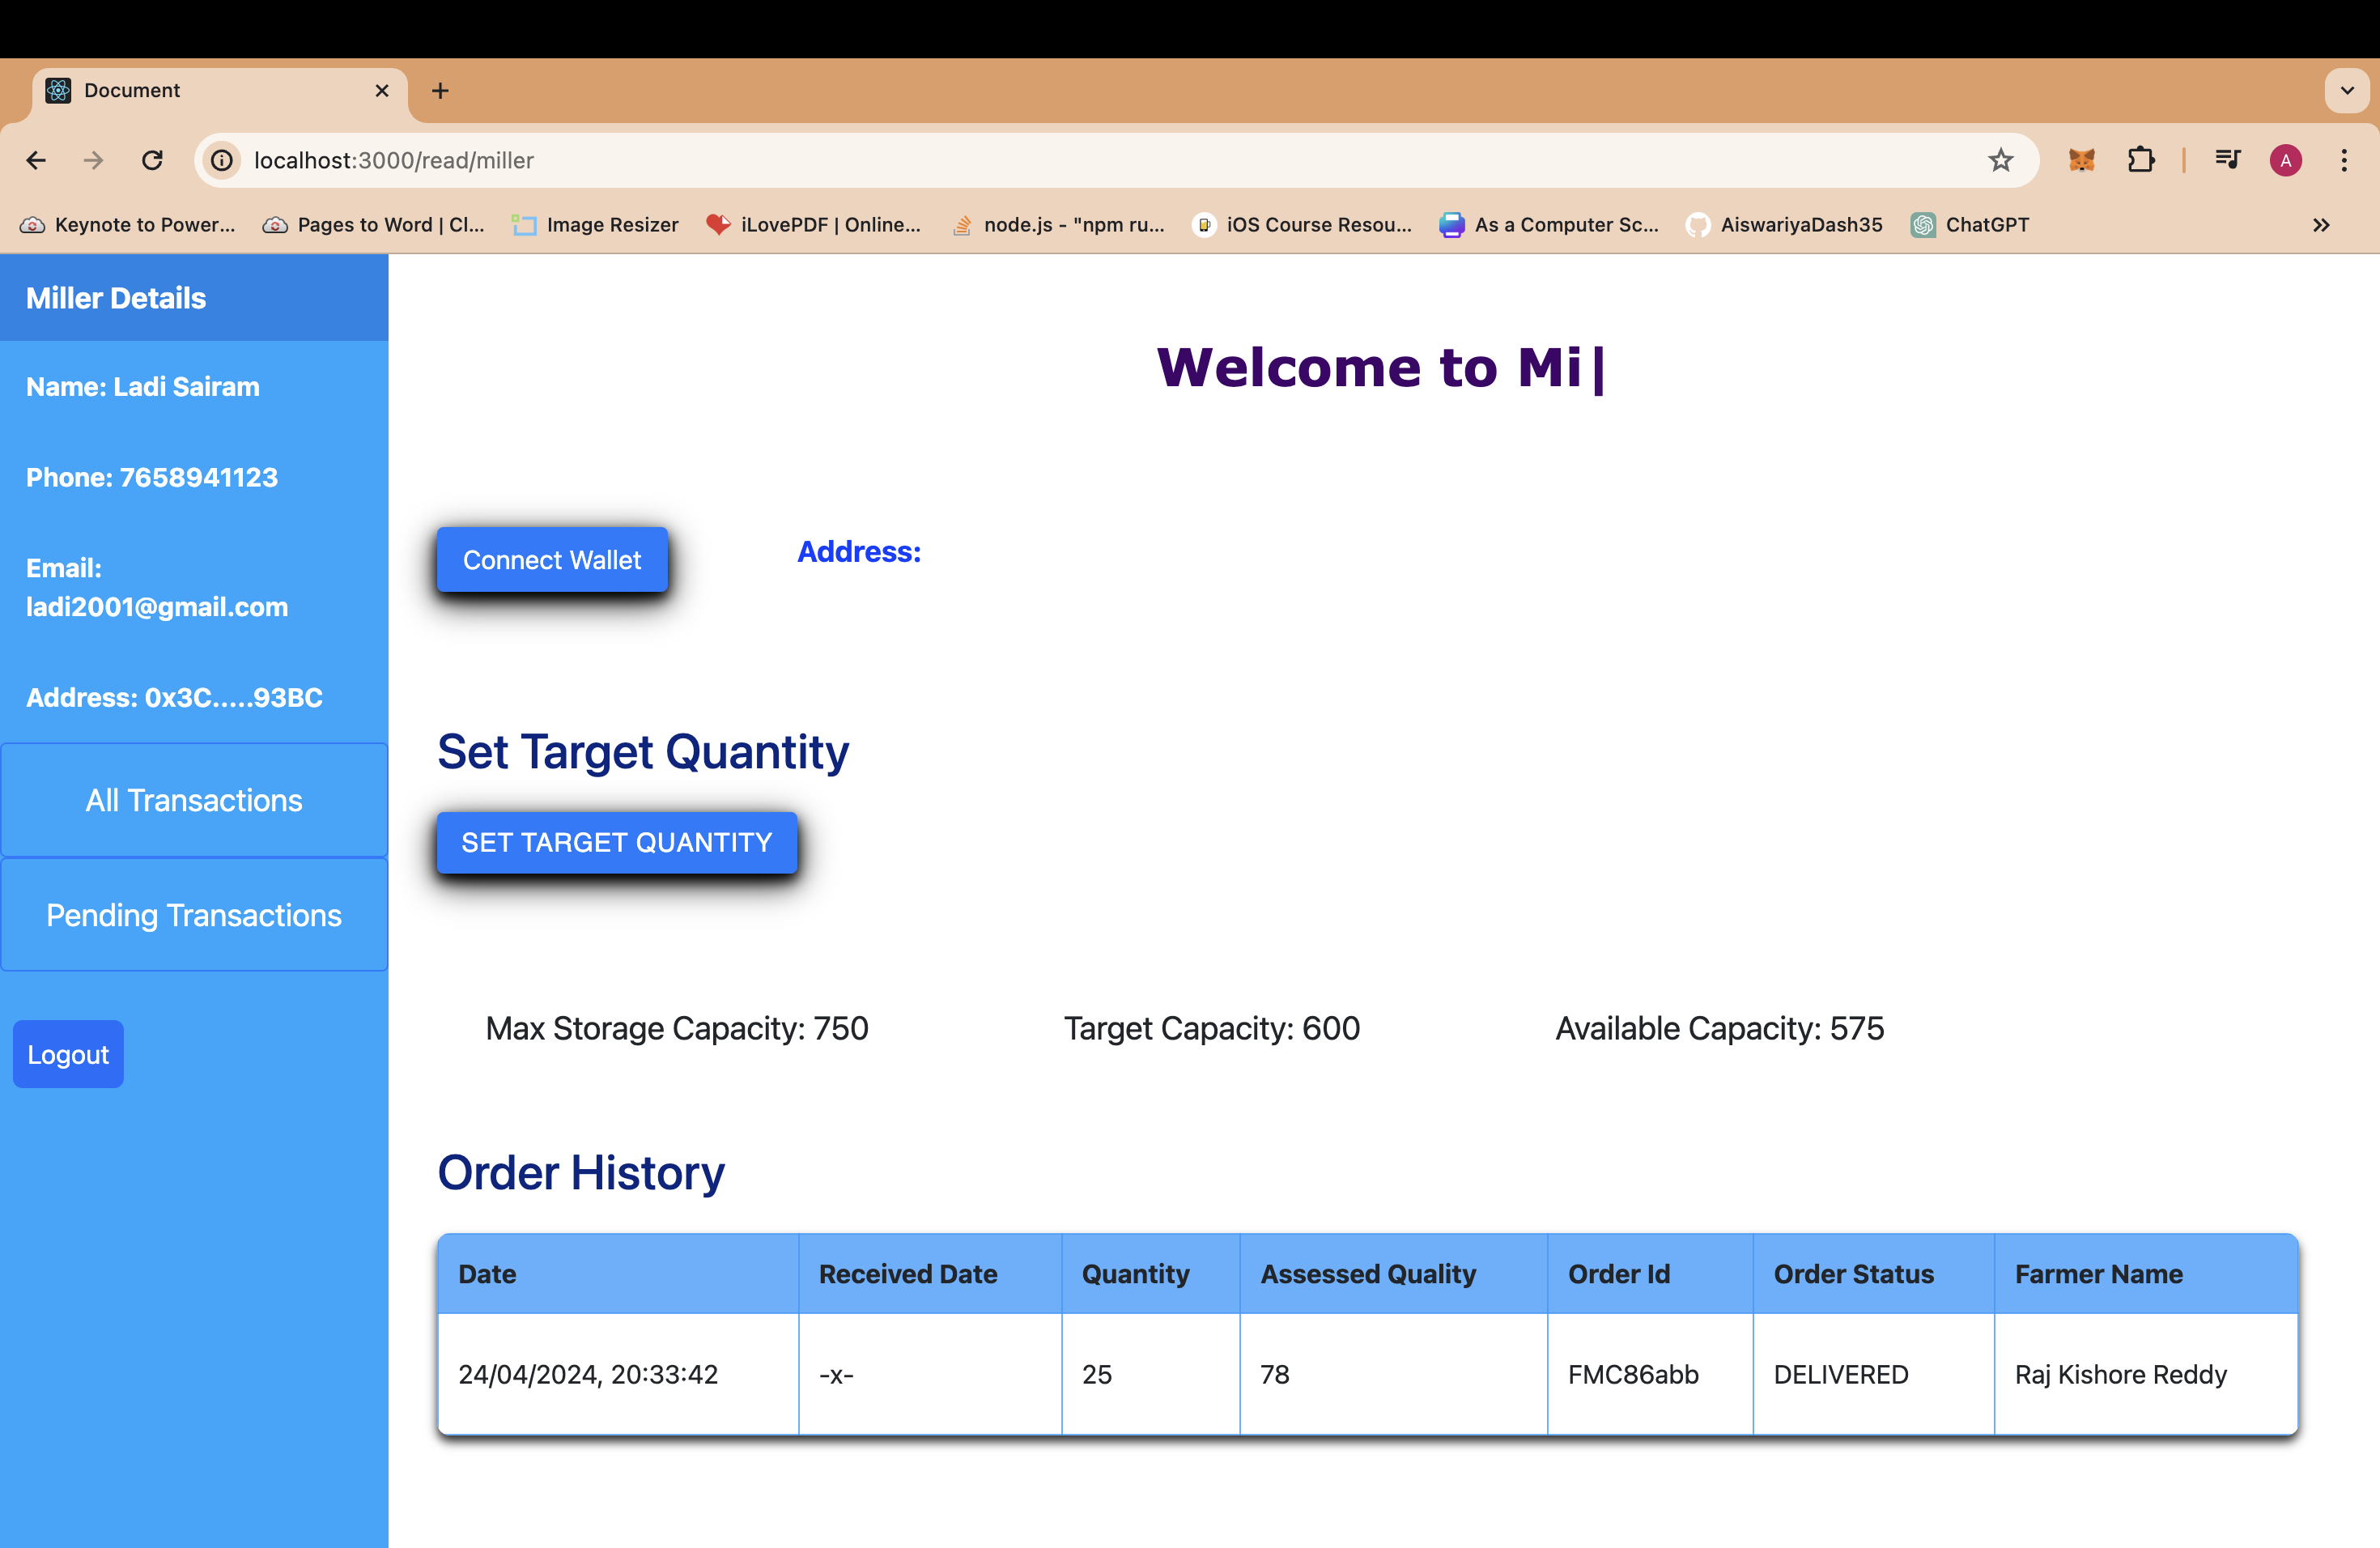 Document
localhost:3000/read/miller
A
Keynote to Power...
Pages to Word | Cl...
Image Resizer
iLovePDF | Online...
node.js - "npm ru...
iOS Course Resou...
As a Computer Sc...
AiswariyaDash35
ChatGPT
Miller Details
Name: Ladi Sairam
Phone: 7658941123
Email:
ladi2001@gmail.com
Address: 0x3C.....93BC
All Transactions
Pending Transactions
Logout
Welcome to Mi|
Connect Wallet
Address:
Set Target Quantity
SET TARGET QUANTITY
Max Storage Capacity: 750
Target Capacity: 600
Available Capacity: 575
Order History
Date Received Date Quantity Assessed Quality Order Id Order Status Farmer Name
24/04/2024, 20:33:42 -x- 25 78 FMC86abb DELIVERED Raj Kishore Reddy